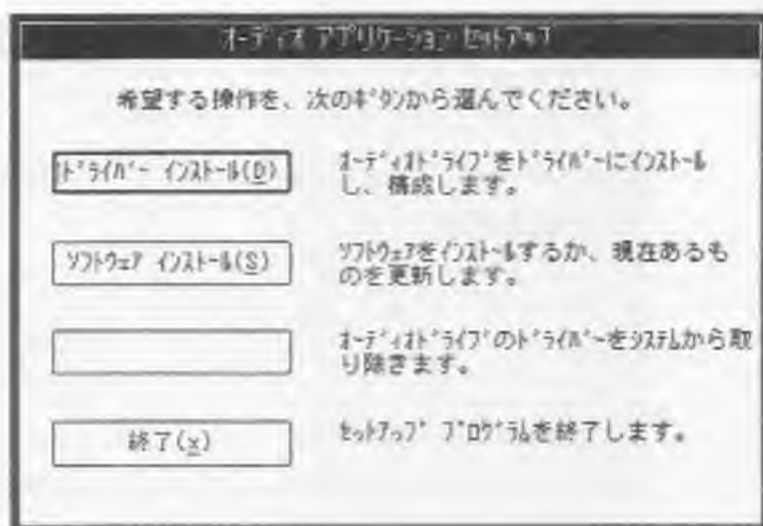 ｵｰﾃﾞｨｵ ｱﾌﾟﾘｹｰｼｮﾝ ｾｯﾄｱｯﾌﾟ
希望する操作を、次のﾎﾞﾀﾝから選んでください。
ﾄﾞﾗｲﾊﾞｰ ｲﾝｽﾄｰﾙ(D)
ｵｰﾃﾞｨｵﾄﾞﾗｲﾌﾞをﾄﾞﾗｲﾊﾞｰにｲﾝｽﾄｰﾙ
し、構成します。
ｿﾌﾄｳｪｱ ｲﾝｽﾄｰﾙ(S)
ｿﾌﾄｳｪｱをｲﾝｽﾄｰﾙするか、現在あるも
のを更新します。
ｵｰﾃﾞｨｵﾄﾞﾗｲﾌﾞのﾄﾞﾗｲﾊﾞｰをｼｽﾃﾑから取
り除きます。
終了(x)
ｾｯﾄｱｯﾌﾟ ﾌﾟﾛｸﾞﾗﾑを終了します。